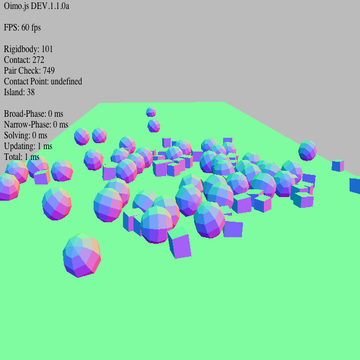 Oimo.js DEV.1.1.0a
FPS: 60 fps
Rigidbody: 101
Contact: 272
Pair Check: 749
Contact Point: undefined
Island: 38
Broad-Phase: 0 ms
Narrow-Phase: 0 ms
Solving: 0 ms
Updating: 1 ms
Total: 1 ms